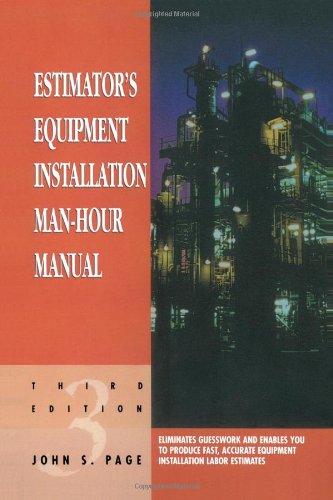 ESTIMATOR'S
EQUIPMENT
INSTALLATION
MAN-HOUR
MANUAL
THIRD
EDITION
3
JOHN S. PAGE
ELIMINATES GUESSWORK AND ENABLES YOU
TO PRODUCE FAST, ACCURATE EQUIPMENT
INSTALLATION LABOR ESTIMATES